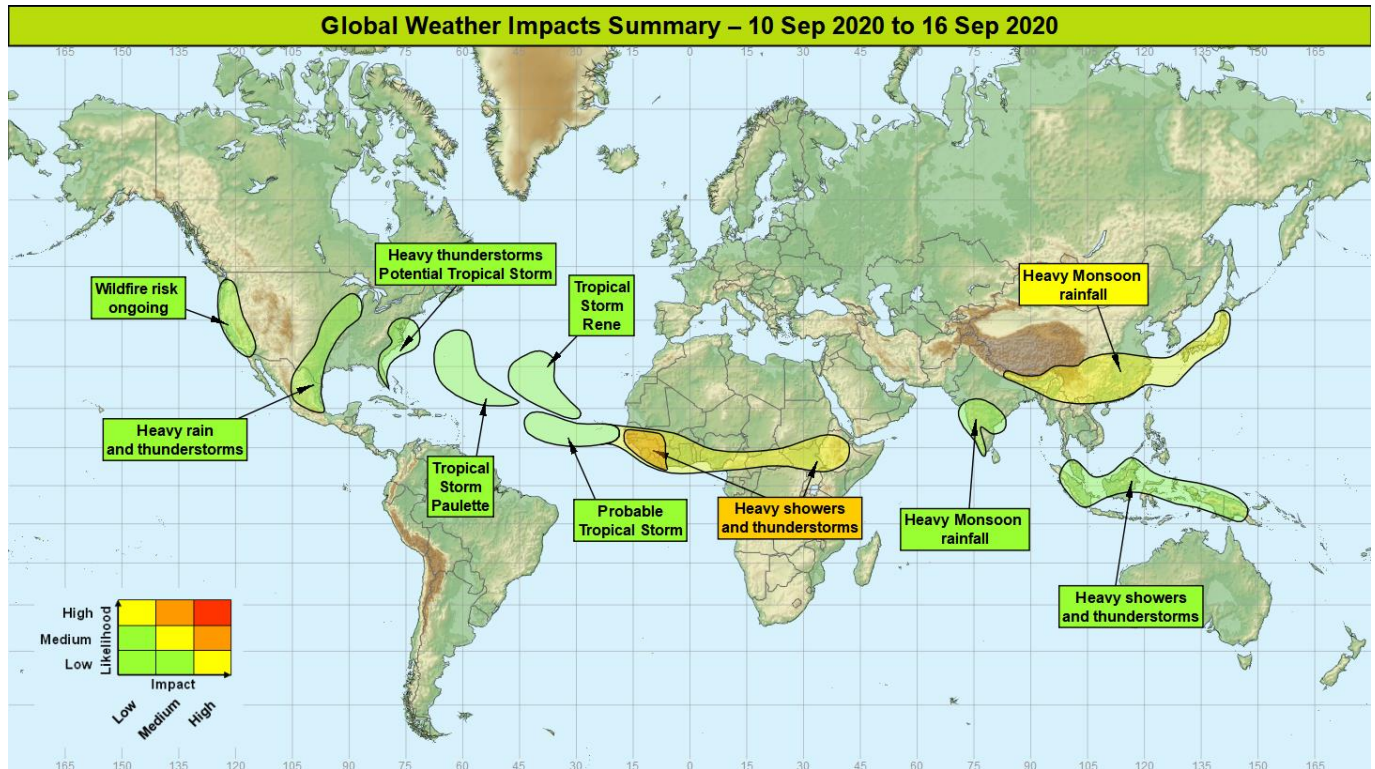 Global Weather Impacts Summary – 10 Sep 2020 to 16 Sep 2020
165 150 135 120 105 90 75 60 45 30 15 0 15 30 45 60 75 90 105 120 135 150 165
Heavy thunderstorms
Potential Tropical Storm
Wildfire risk
ongoing
Tropical
Storm
Rene
Heavy Monsoon
rainfall
Heavy rain
and thunderstorms
Tropical
Storm
Paulette
Probable
Tropical Storm
Heavy showers
and thunderstorms
Heavy Monsoon
rainfall
Heavy showers
and thunderstorms
High
Medium
Low
Likelihood
Impact
Low
Medium
High
165 150 135 120 105 90 75 60 45 30 15 0 15 30 45 60 75 90 105 120 135 150 165